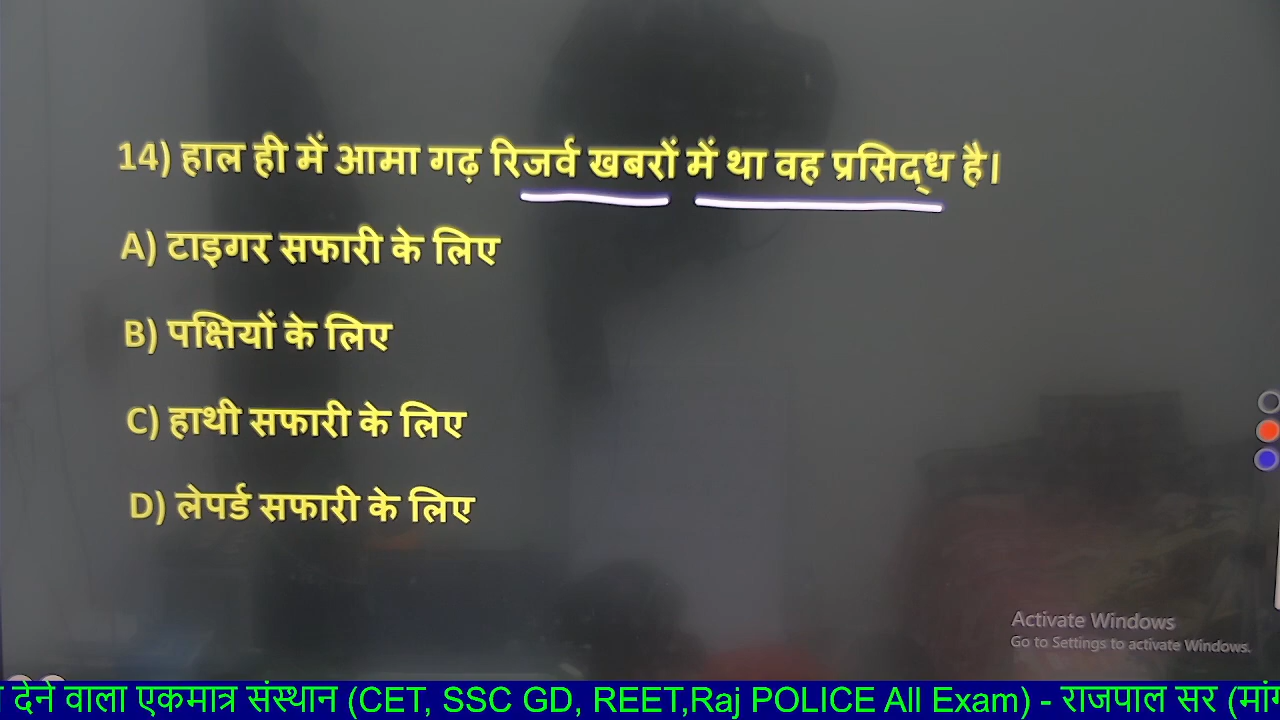 14) हाल ही में आमा गढ़ रिजर्व खबरों में था वह प्रसिद्ध है।
A) टाइगर सफारी के लिए
B) पक्षियों के लिए
C) हाथी सफारी के लिए
D) लेपर्ड सफारी के लिए
Activate Windows
Go to Settings to activate Windows.
देने वाला एकमात्र संस्थान (CET, SSC GD, REET,Raj POLICE All Exam) - राजपाल सर